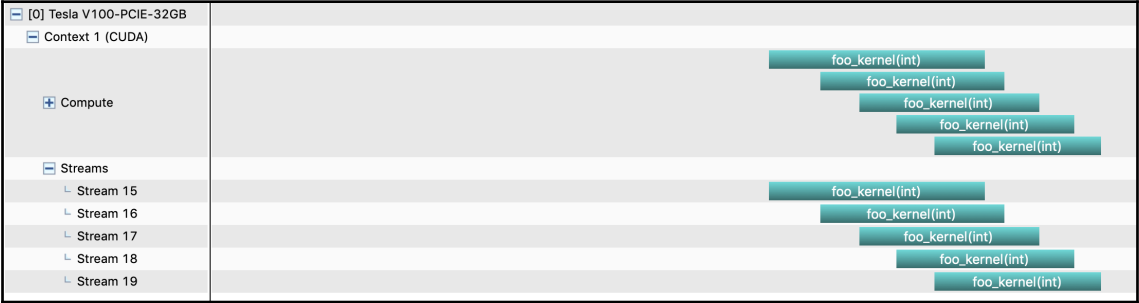 [0] Tesla V100-PCIE-32GB
Context 1 (CUDA)
foo_kernel(int)
foo_kernel(int)
Compute
foo_kernel(int)
foo_kernel(int)
foo_kernel(int)
Streams
Stream 15 foo_kernel(int)
Stream 16 foo_kernel(int)
Stream 17 foo_kernel(int)
Stream 18 foo_kernel(int)
Stream 19 foo_kernel(int)